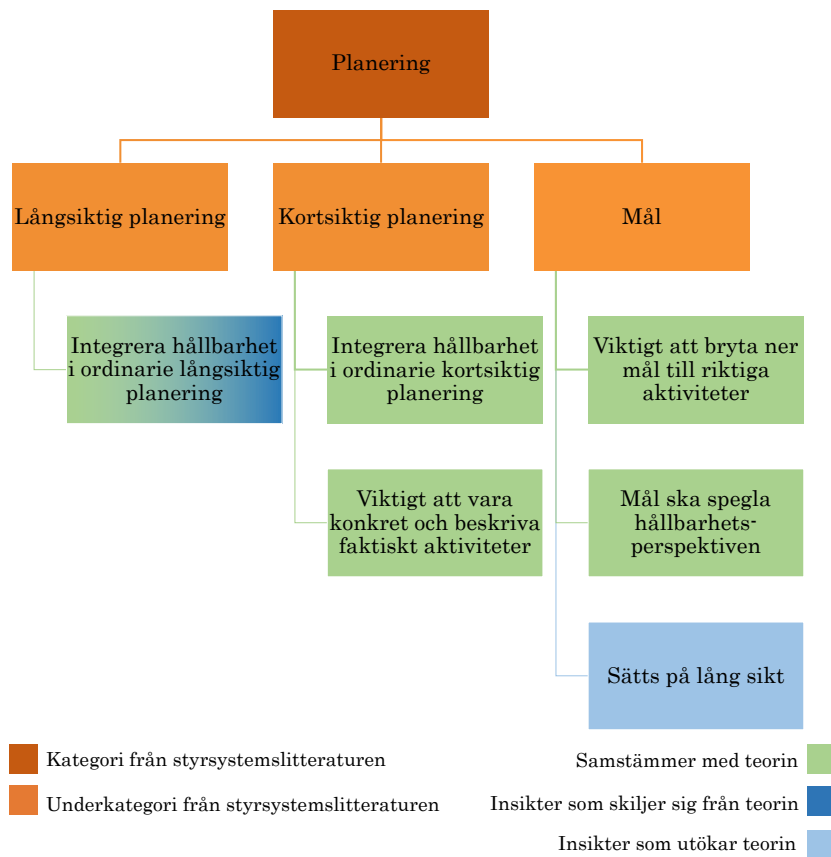 Planering
Långsiktig planering
Kortsiktig planering
Mål
Integrera hållbarhet
i ordinarie långsiktig
planering
Integrera hållbarhet
i ordinarie kortsiktig
planering
Viktigt att bryta ner
mål till riktiga
aktiviteter
Viktigt att vara
konkret och beskriva
faktiskt aktiviteter
Mål ska spegla
hållbarhets-
perspektiven
Sätts på lång sikt
Kategori från styrsystemslitteraturen
Underkategori från styrsystemslitteraturen
Samstämmer med teorin
Insikter som skiljer sig från teorin
Insikter som utökar teorin